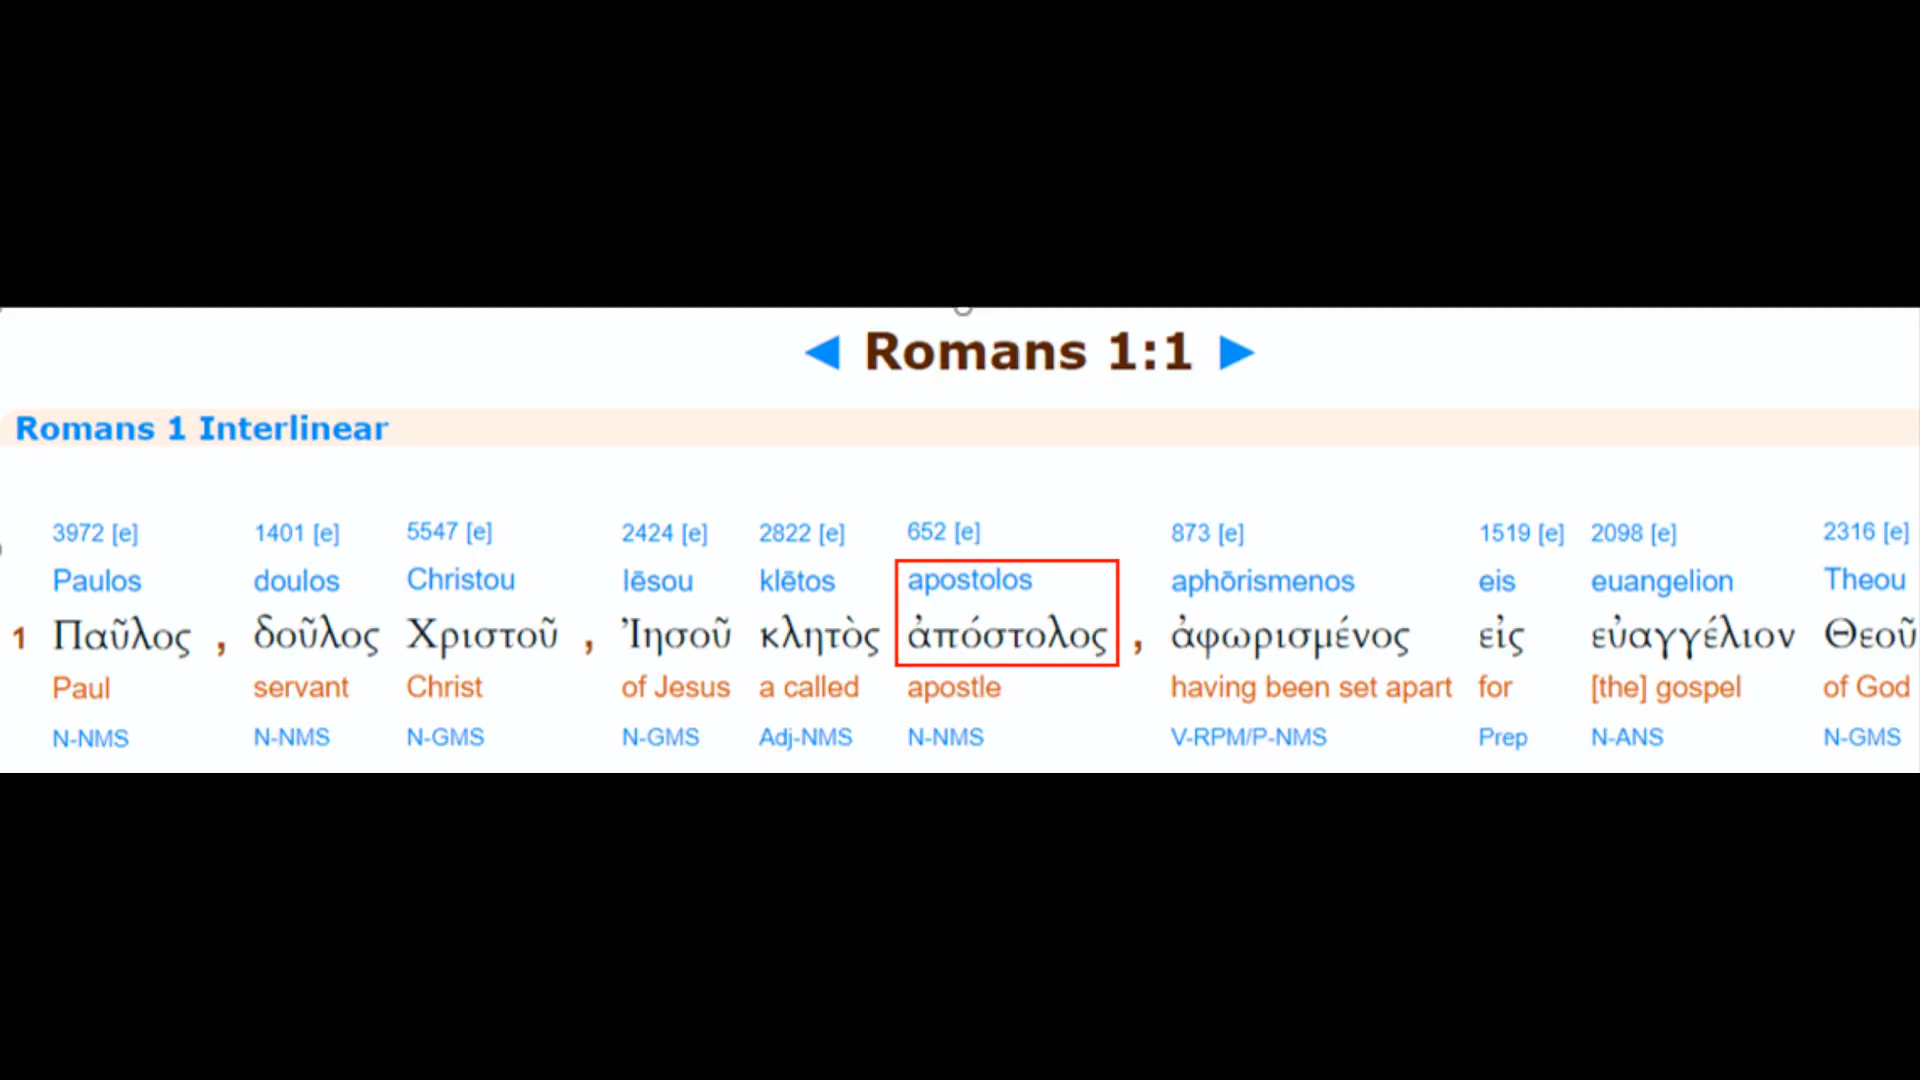 ◄ Romans 1:1 ►
Romans 1 Interlinear
3972 [e] 1401 [e] 5547 [e] 2424 [e] 2822 [e] 652 [e] 873 [e] 1519 [e] 2098 [e] 2316 [e]
Paulos doulos Christou Iēsou klētos apostolos aphōrismenos eis euangelion Theou
1 Παῦλος , δοῦλος Χριστοῦ , Ἰησοῦ κλητὸς ἀπόστολος , ἀφωρισμένος εἰς εὐαγγέλιον Θεοῦ
Paul servant Christ of Jesus a called apostle having been set apart for [the] gospel of God
N-NMS N-NMS N-GMS N-GMS Adj-NMS N-NMS V-RPM/P-NMS Prep N-ANS N-GMS